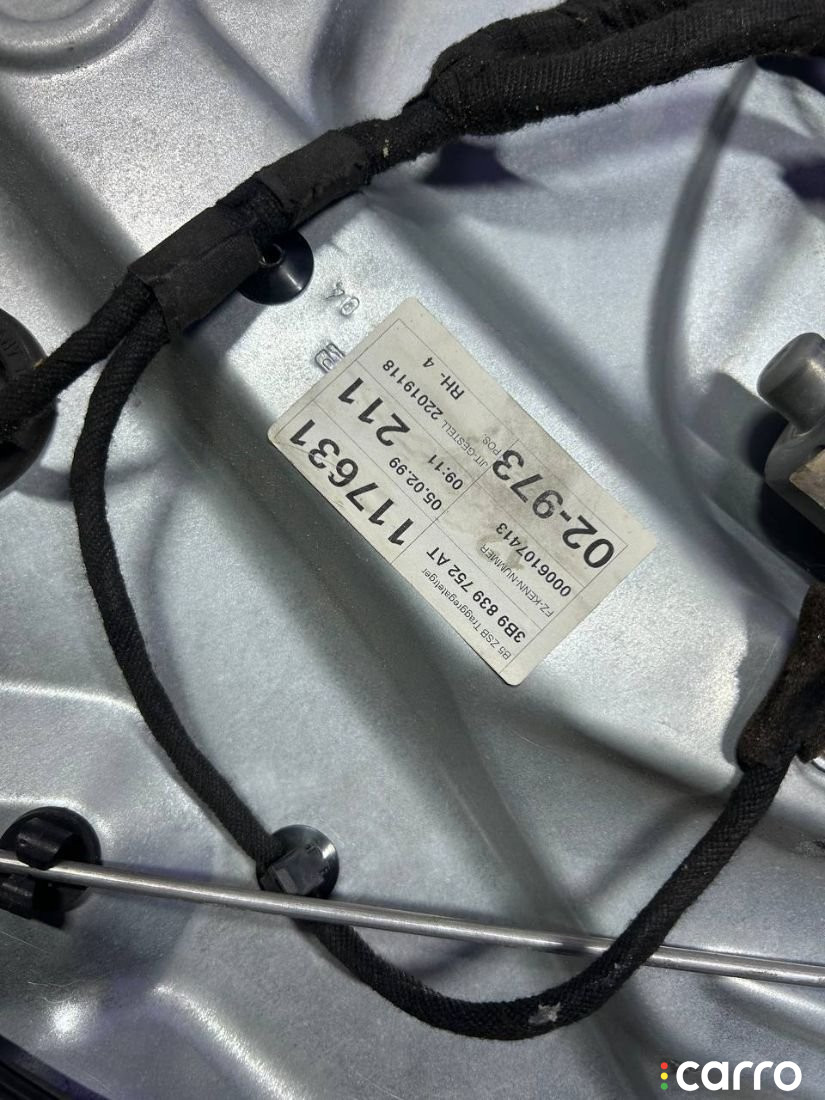 B5 ZSB Traggregateträger
3B9 839 752 AT
FZ-KENN-NUMMER
0006107413
02-973
117631
05.02.99
09:11
211
JIT-GESTELL
22019118
POS
RH- 4
carro